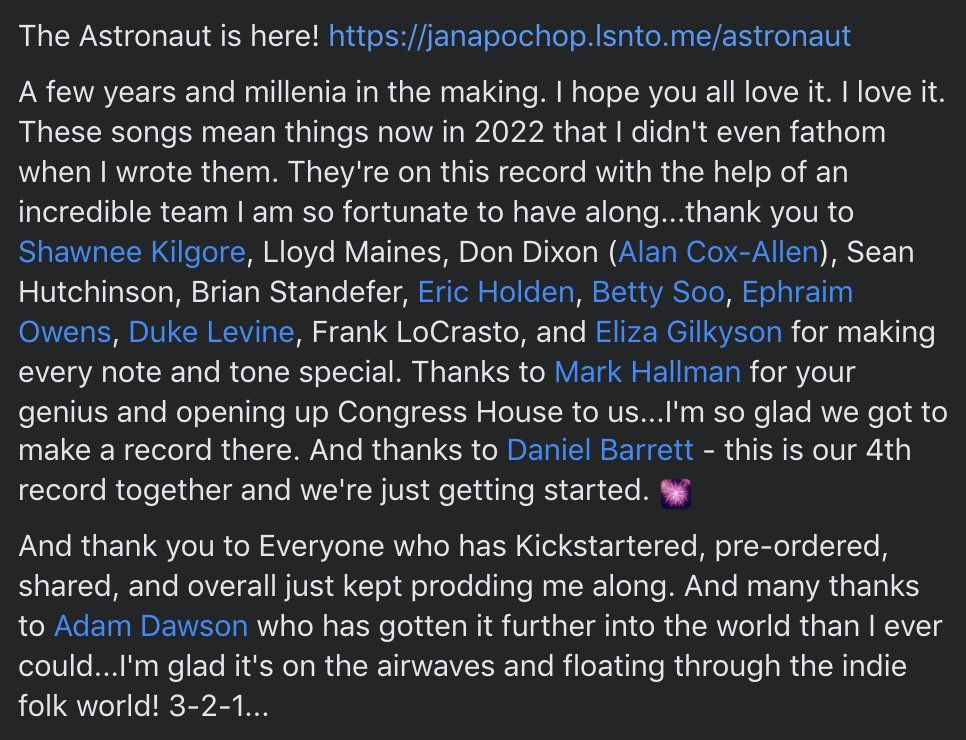 The Astronaut is here! https://janapochop.lsnto.me/astronaut
A few years and millenia in the making. I hope you all love it. I love it.
These songs mean things now in 2022 that I didn't even fathom
when I wrote them. They're on this record with the help of an
incredible team I am so fortunate to have along...thank you to
Shawnee Kilgore, Lloyd Maines, Don Dixon (Alan Cox-Allen), Sean
Hutchinson, Brian Standefer, Eric Holden, Betty Soo, Ephraim
Owens, Duke Levine, Frank LoCrasto, and Eliza Gilkyson for making
every note and tone special. Thanks to Mark Hallman for your
genius and opening up Congress House to us...I'm so glad we got to
make a record there. And thanks to Daniel Barrett - this is our 4th
record together and we're just getting started. 🎆
And thank you to Everyone who has Kickstartered, pre-ordered,
shared, and overall just kept prodding me along. And many thanks
to Adam Dawson who has gotten it further into the world than I ever
could...I'm glad it's on the airwaves and floating through the indie
folk world! 3-2-1...